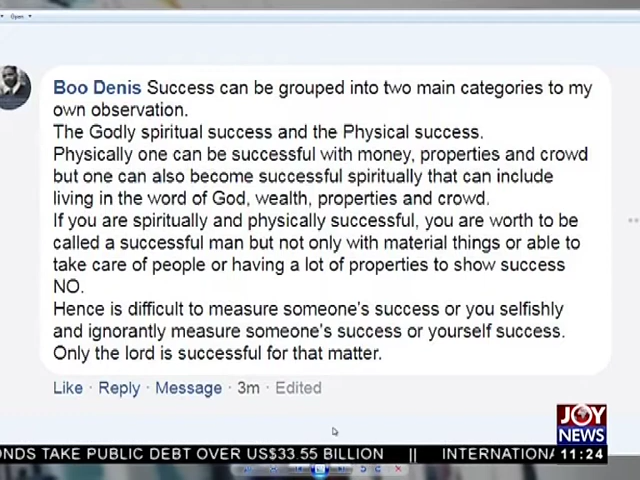 Open
Boo Denis Success can be grouped into two main categories to my
own observation.
The Godly spiritual success and the Physical success.
Physically one can be successful with money, properties and crowd
but one can also become successful spiritually that can include
living in the word of God, wealth, properties and crowd.
If you are spiritually and physically successful, you are worth to be
called a successful man but not only with material things or able to
take care of people or having a lot of properties to show success
NO.
Hence is difficult to measure someone's success or you selfishly
and ignorantly measure someone's success or yourself success.
Only the lord is successful for that matter.
Like · Reply · Message · 3m · Edited
JOY
NEWS
ONDS TAKE PUBLIC DEBT OVER US$33.55 BILLION || INTERNATIONA 11:24